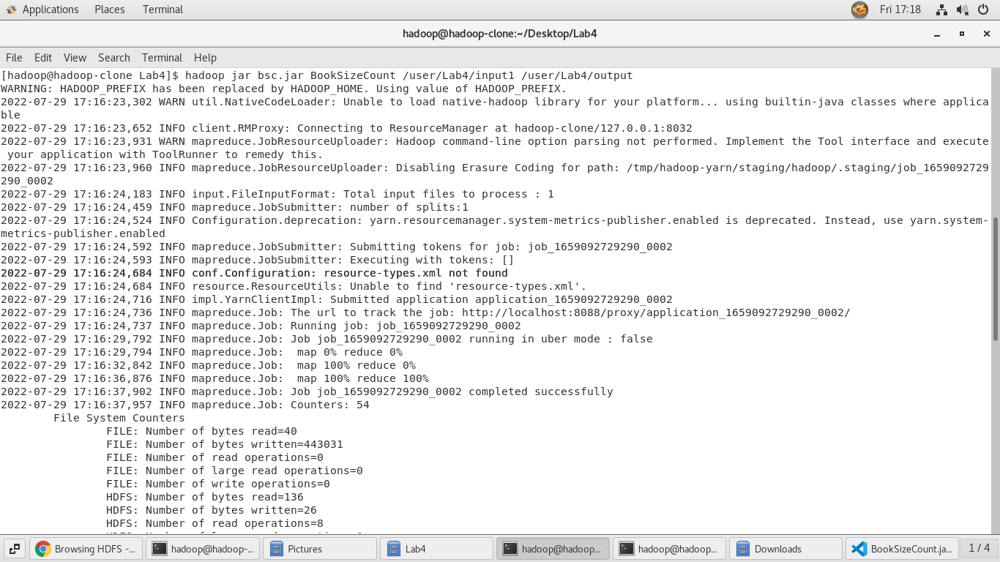 Applications Places Terminal Fri 17:18
hadoop@hadoop-clone:~/Desktop/Lab4
File Edit View Search Terminal Help
[hadoop@hadoop-clone Lab4]$ hadoop jar bsc.jar BookSizeCount /user/Lab4/input1 /user/Lab4/output
WARNING: HADOOP_PREFIX has been replaced by HADOOP_HOME. Using value of HADOOP_PREFIX.
2022-07-29 17:16:23,302 WARN util.NativeCodeLoader: Unable to load native-hadoop library for your platform... using builtin-java classes where applica
ble
2022-07-29 17:16:23,652 INFO client.RMProxy: Connecting to ResourceManager at hadoop-clone/127.0.0.1:8032
2022-07-29 17:16:23,931 WARN mapreduce.JobResourceUploader: Hadoop command-line option parsing not performed. Implement the Tool interface and execute
your application with ToolRunner to remedy this.
2022-07-29 17:16:23,960 INFO mapreduce.JobResourceUploader: Disabling Erasure Coding for path: /tmp/hadoop-yarn/staging/hadoop/.staging/job_1659092729
290_0002
2022-07-29 17:16:24,183 INFO input.FileInputFormat: Total input files to process : 1
2022-07-29 17:16:24,459 INFO mapreduce.JobSubmitter: number of splits:1
2022-07-29 17:16:24,524 INFO Configuration.deprecation: yarn.resourcemanager.system-metrics-publisher.enabled is deprecated. Instead, use yarn.system-
metrics-publisher.enabled
2022-07-29 17:16:24,592 INFO mapreduce.JobSubmitter: Submitting tokens for job: job_1659092729290_0002
2022-07-29 17:16:24,593 INFO mapreduce.JobSubmitter: Executing with tokens: []
2022-07-29 17:16:24,684 INFO conf.Configuration: resource-types.xml not found
2022-07-29 17:16:24,684 INFO resource.ResourceUtils: Unable to find 'resource-types.xml'.
2022-07-29 17:16:24,716 INFO impl.YarnClientImpl: Submitted application application_1659092729290_0002
2022-07-29 17:16:24,736 INFO mapreduce.Job: The url to track the job: http://localhost:8088/proxy/application_1659092729290_0002/
2022-07-29 17:16:24,737 INFO mapreduce.Job: Running job: job_1659092729290_0002
2022-07-29 17:16:29,792 INFO mapreduce.Job: Job job_1659092729290_0002 running in uber mode : false
2022-07-29 17:16:29,794 INFO mapreduce.Job:  map 0% reduce 0%
2022-07-29 17:16:32,842 INFO mapreduce.Job:  map 100% reduce 0%
2022-07-29 17:16:36,876 INFO mapreduce.Job:  map 100% reduce 100%
2022-07-29 17:16:37,902 INFO mapreduce.Job: Job job_1659092729290_0002 completed successfully
2022-07-29 17:16:37,957 INFO mapreduce.Job: Counters: 54
File System Counters
FILE: Number of bytes read=40
FILE: Number of bytes written=443031
FILE: Number of read operations=0
FILE: Number of large read operations=0
FILE: Number of write operations=0
HDFS: Number of bytes read=136
HDFS: Number of bytes written=26
HDFS: Number of read operations=8
Browsing HDFS -... hadoop@hadoop-... Pictures Lab4 hadoop@hadoop... hadoop@hadoop... Downloads BookSizeCount.ja... 1 / 4